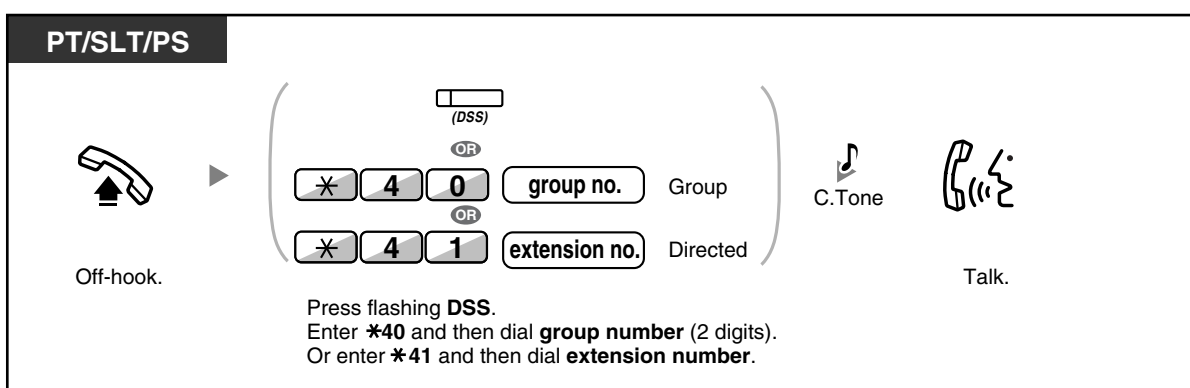 PT/SLT/PS
(DSS)
OR
* 4 0 group no. Group
OR
* 4 1 extension no. Directed
C.Tone
Off-hook.
Talk.
Press flashing DSS.
Enter *40 and then dial group number (2 digits).
Or enter *41 and then dial extension number.